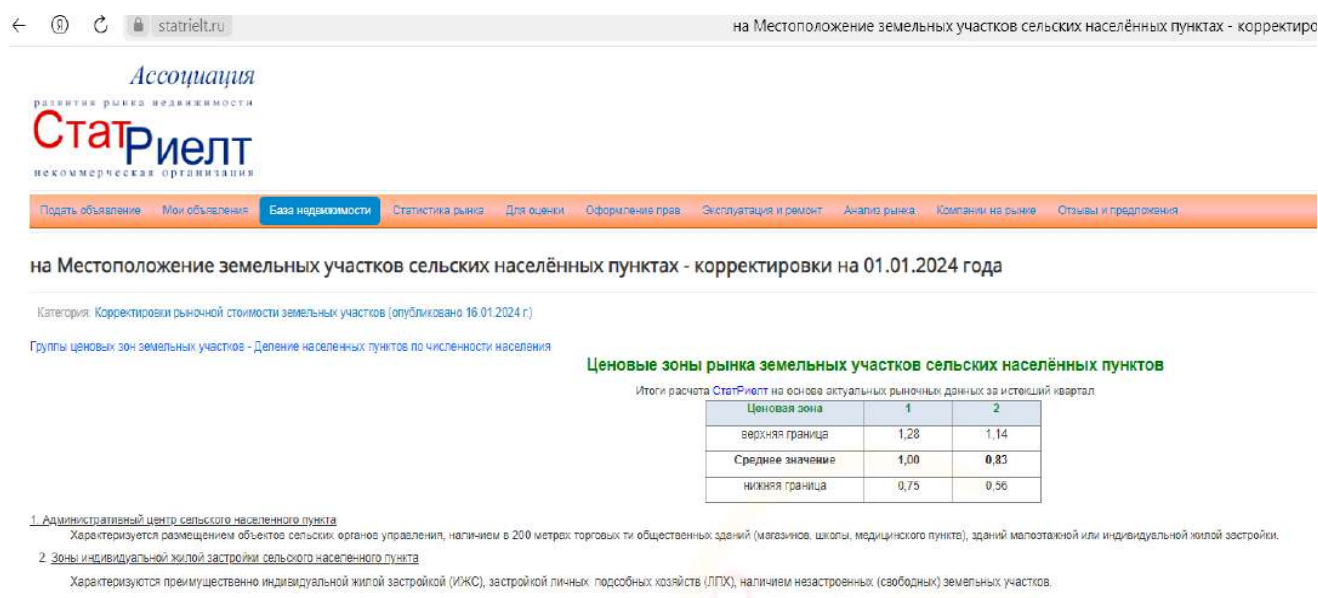 statrielt.ru
на Местоположение земельных участков сельских населённых пунктах - корректиро
Ассоциация
развития рынка недвижимости
СтатРиелт
некоммерческая организация
Подать объявление Мои объявления База недвижимости Статистика рынка Для оценки Оформление прав Эксплуатация и ремонт Анализ рынка Компании на рынке Отзывы и предложения
на Местоположение земельных участков сельских населённых пунктах - корректировки на 01.01.2024 года
Категория: Корректировки рыночной стоимости земельных участков (опубликовано 16.01.2024 г.)
Группы ценовых зон земельных участков - Деление населенных пунктов по численности населения
Ценовые зоны рынка земельных участков сельских населённых пунктов
Итоги расчета СтатРиелт на основе актуальных рыночных данных за истекший квартал
Ценовая зона 1 2
верхняя граница 1,28 1,14
Среднее значение 1,00 0,83
нижняя граница 0,75 0,56
1. Административный центр сельского населенного пункта
Характеризуется размещением объектов сельских органов управления, наличием в 200 метрах торговых ти общественных зданий (магазинов, школы, медицинского пункта), зданий малоэтажной или индивидуальной жилой застройки.
2. Зоны индивидуальной жилой застройки сельского населенного пункта
Характеризуются преимущественно индивидуальной жилой застройкой (ИЖС), застройкой личных подсобных хозяйств (ЛПХ), наличием незастроенных (свободных) земельных участков.